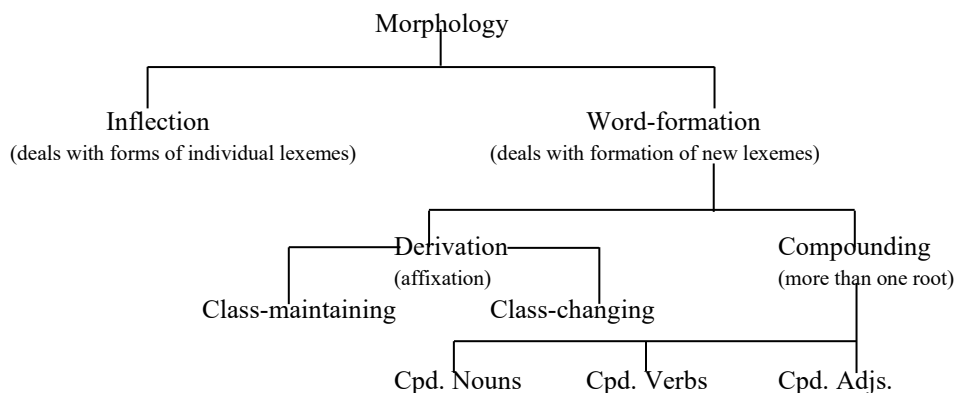 Morphology
Inflection Word-formation
(deals with forms of individual lexemes) (deals with formation of new lexemes)
Derivation Compounding
(affixation) (more than one root)
Class-maintaining Class-changing
Cpd. Nouns Cpd. Verbs Cpd. Adjs.